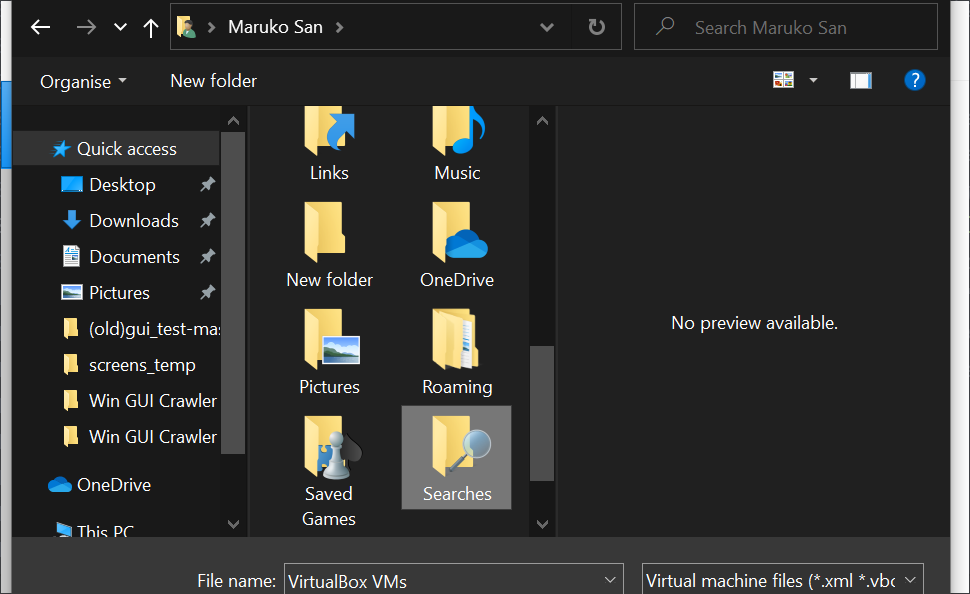 Maruko San
Search Maruko San
Organise
New folder
Quick access
Desktop
Downloads
Documents
Pictures
(old)gui_test-mas
screens_temp
Win GUI Crawler
Win GUI Crawler
OneDrive
This PC
Links
Music
New folder
OneDrive
Pictures
Roaming
Saved
Games
Searches
No preview available.
File name:
VirtualBox VMs
Virtual machine files (*.xml *.vbo